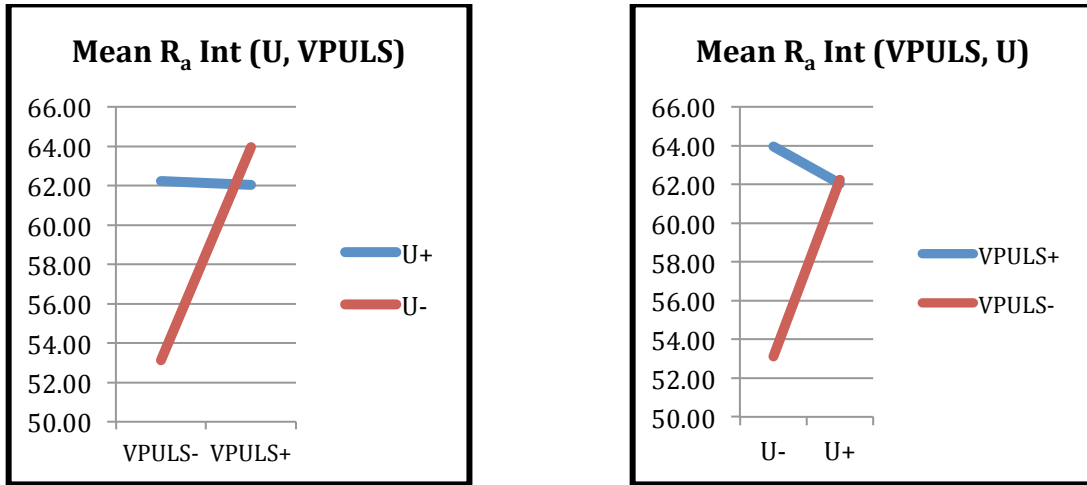 Mean Ra Int (U, VPULS)
66.00
64.00
62.00
60.00
58.00
56.00
54.00
52.00
50.00
VPULS- VPULS+
U+
U-
Mean Ra Int (VPULS, U)
66.00
64.00
62.00
60.00
58.00
56.00
54.00
52.00
50.00
U- U+
VPULS+
VPULS-